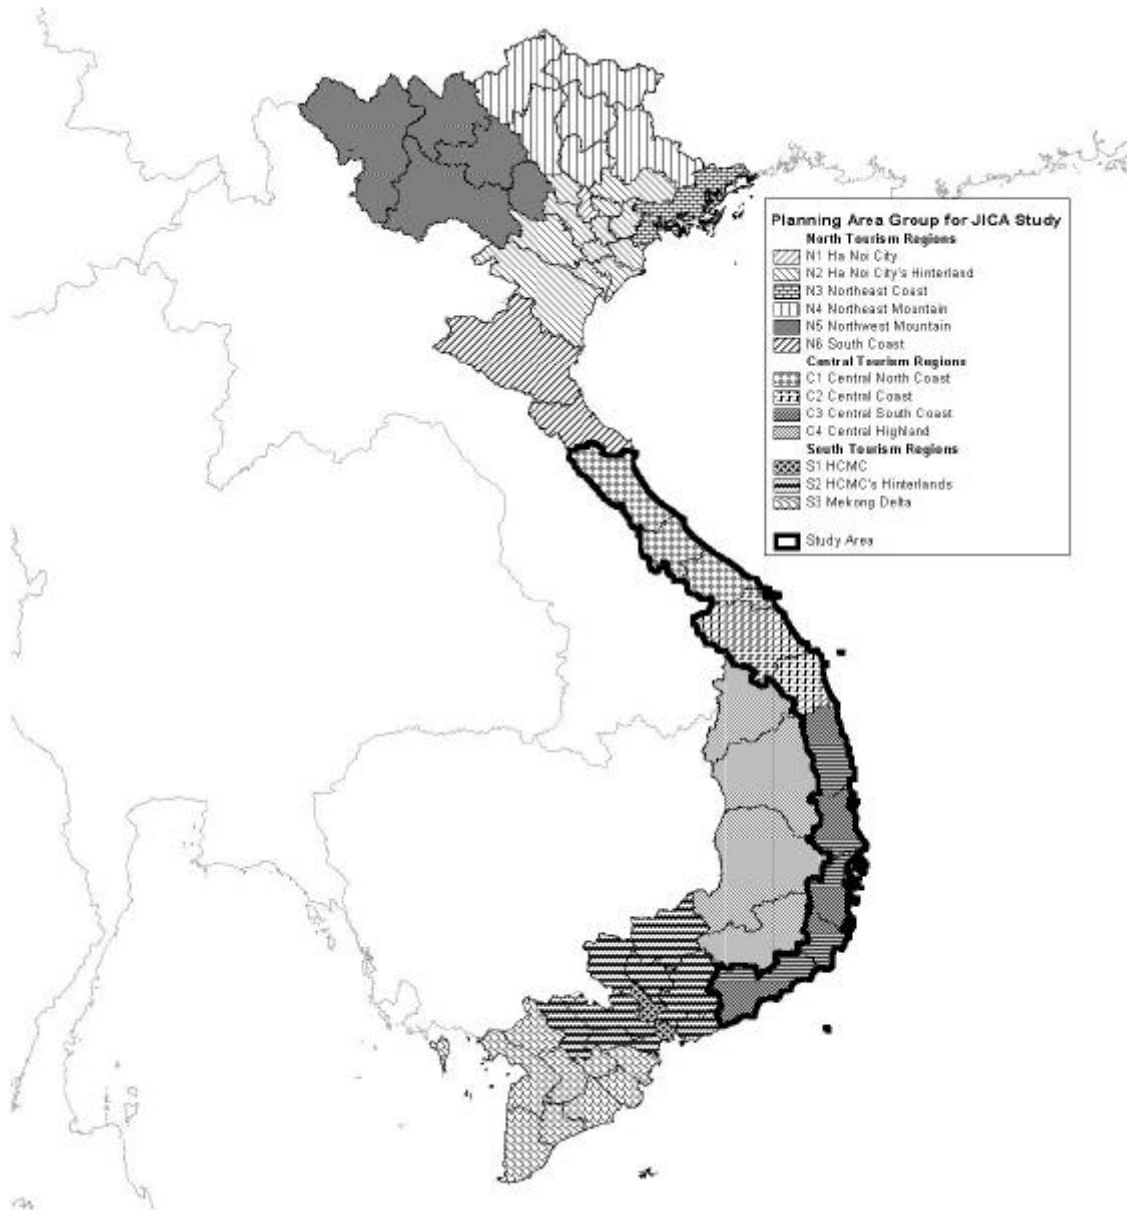 Planning Area Group for JICA Study
North Tourism Regions
N1 Ha Noi City
N2 Ha Noi City's Hinterland
N3 Northeast Coast
N4 Northeast Mountain
N5 Northwest Mountain
N6 South Coast
Central Tourism Regions
C1 Central North Coast
C2 Central Coast
C3 Central South Coast
C4 Central Highland
South Tourism Regions
S1 HCMC
S2 HCMC's Hinterlands
S3 Mekong Delta
Study Area